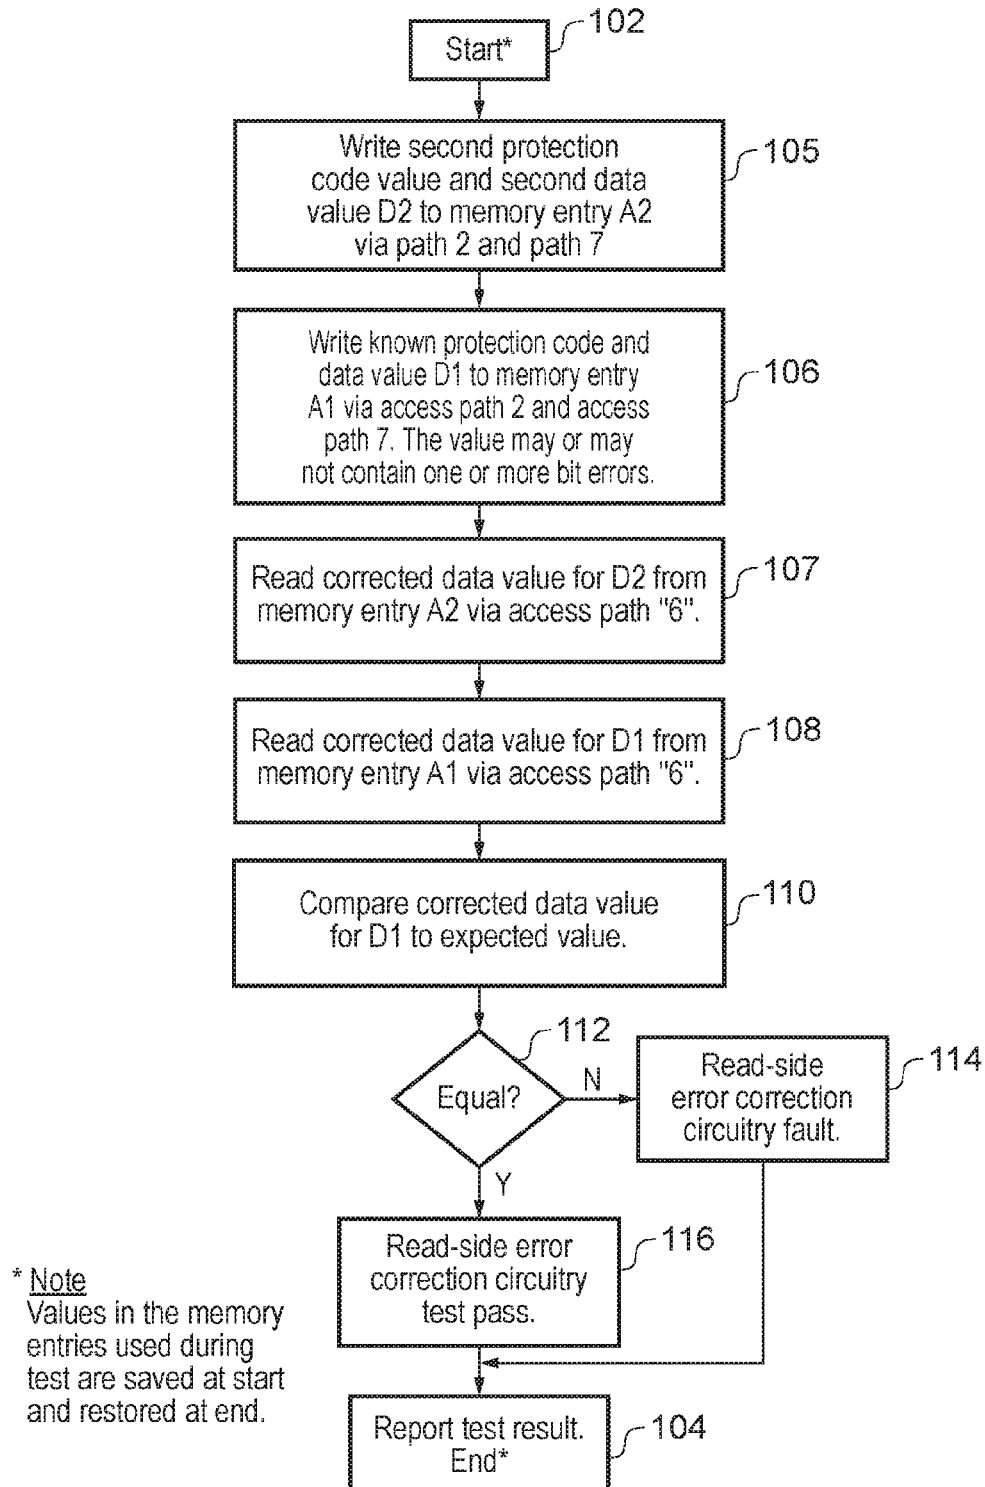 Start*
102
Write second protection
code value and second data
value D2 to memory entry A2
via path 2 and path 7
105
Write known protection code and
data value D1 to memory entry
A1 via access path 2 and access
path 7. The value may or may
not contain one or more bit errors.
106
Read corrected data value for D2 from
memory entry A2 via access path "6".
107
Read corrected data value for D1 from
memory entry A1 via access path "6".
108
Compare corrected data value
for D1 to expected value.
110
Equal?
112
N
Read-side
error correction
circuitry fault.
114
Y
Read-side error
correction circuitry
test pass.
116
* Note
Values in the memory
entries used during
test are saved at start
and restored at end.
Report test result.
End*
104